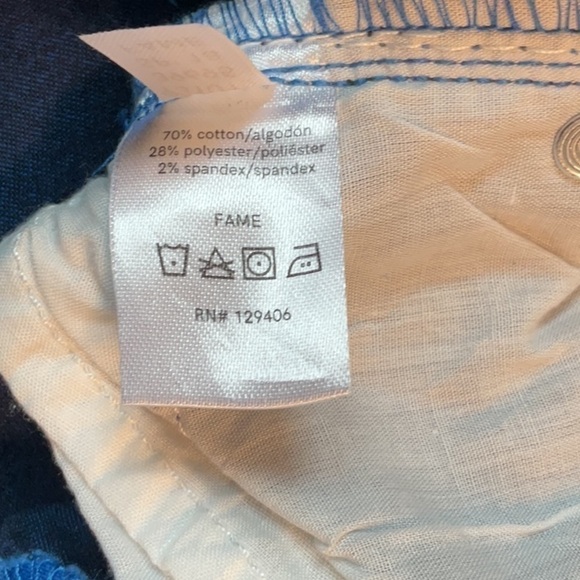 70% cotton/algodón
28% polyester/poliéster
2% spandex/spandex
FAME
RN# 129406